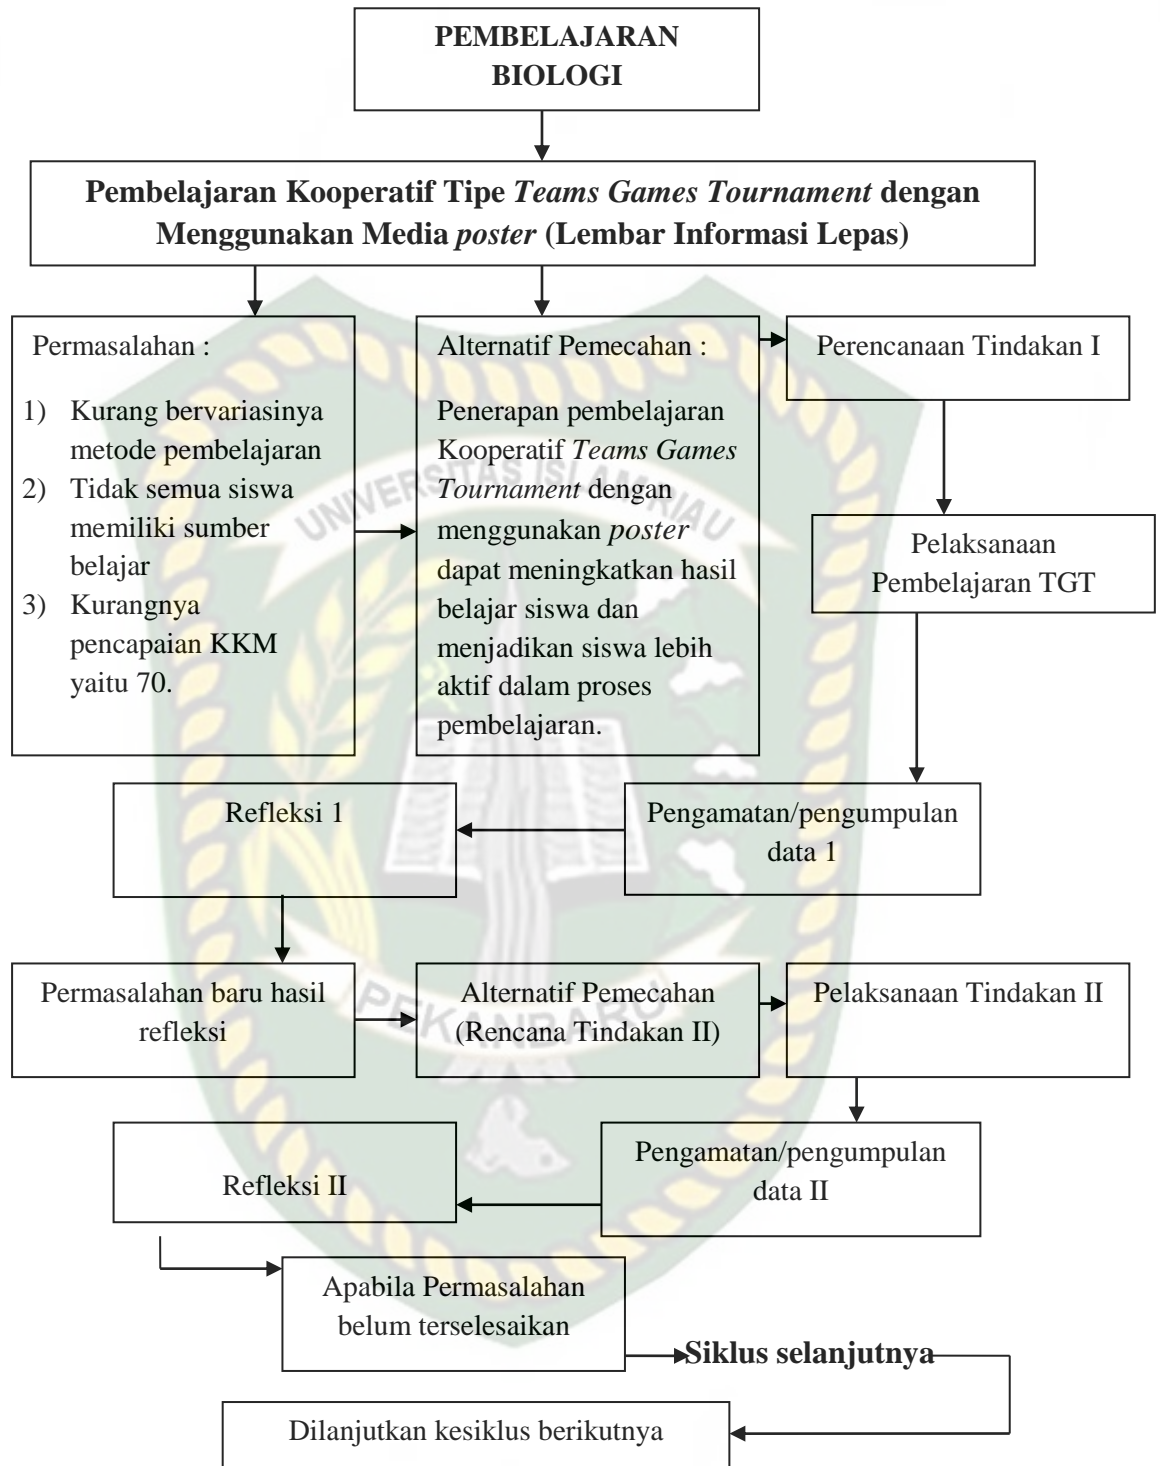 PEMBELAJARAN
BIOLOGI
Pembelajaran Kooperatif Tipe Teams Games Tournament dengan
Menggunakan Media poster (Lembar Informasi Lepas)
Permasalahan :
1) Kurang bervariasinya
metode pembelajaran
2) Tidak semua siswa
memiliki sumber
belajar
3) Kurangnya
pencapaian KKM
yaitu 70.
Alternatif Pemecahan :
Penerapan pembelajaran
Kooperatif Teams Games
Tournament dengan
menggunakan poster
dapat meningkatkan hasil
belajar siswa dan
menjadikan siswa lebih
aktif dalam proses
pembelajaran.
Perencanaan Tindakan I
Pelaksanaan
Pembelajaran TGT
UNIVERSITAS ISLAM RIAU
Pengamatan/pengumpulan
data 1
Refleksi 1
Permasalahan baru hasil
refleksi
Alternatif Pemecahan
(Rencana Tindakan II)
Pelaksanaan Tindakan II
PEKANBARU
Pengamatan/pengumpulan
data II
Refleksi II
Apabila Permasalahan
belum terselesaikan
Siklus selanjutnya
Dilanjutkan kesiklus berikutnya